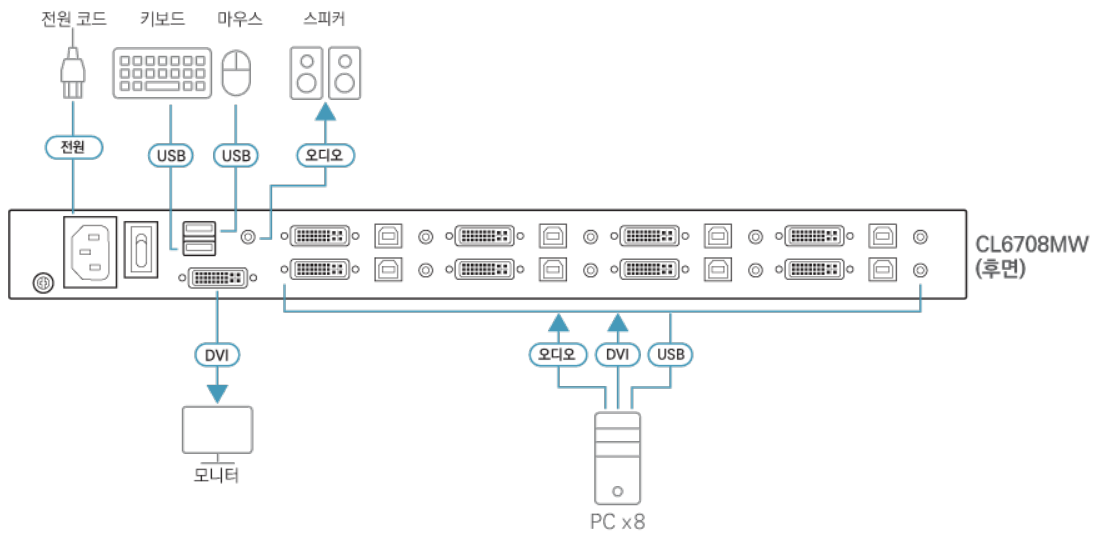 전원 코드
키보드
마우스
스피커
전원
USB
USB
오디오
CL6708MW
(후면)
DVI
오디오
DVI
USB
모니터
PC x8